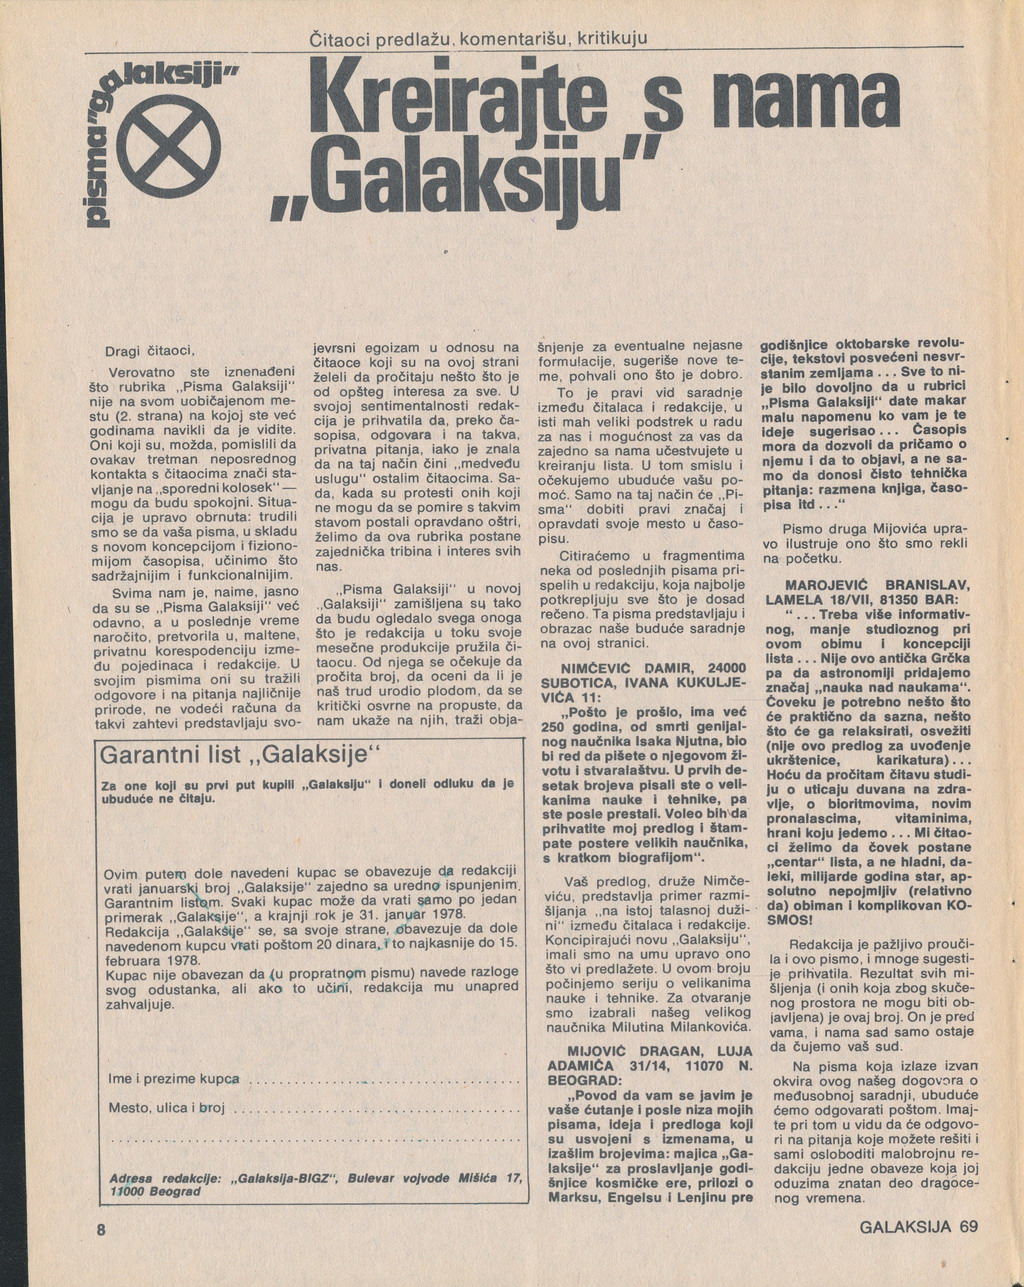 Čitaoci predlažu, komentarišu, kritikuju
pisma "galaksiji"
Kreirajte s nama
„Galaksiju"
Dragi čitaoci,
Verovatno ste iznenađeni
što rubrika „Pisma Galaksiji"
nije na svom uobičajenom me-
stu (2. strana) na kojoj ste već
godinama navikli da je vidite.
Oni koji su, možda, pomislili da
ovakav tretman neposrednog
kontakta s čitaocima znači sta-
vljanje na „sporedni kolosek" —
mogu da budu spokojni. Situa-
cija je upravo obrnuta: trudili
smo se da vaša pisma, u skladu
s novom koncepcijom i fiziono-
mijom časopisa, učinimo što
sadržajnijim i funkcionalnijim.
Svima nam je, naime, jasno
da su se „Pisma Galaksiji" već
odavno, a u poslednje vreme
naročito, pretvorila u, maltene,
privatnu korespodenciju izme-
đu pojedinaca i redakcije. U
svojim pismima oni su tražili
odgovore i na pitanja najličnije
prirode, ne vodeći računa da
takvi zahtevi predstavljaju svo-
jevrsni egoizam u odnosu na
čitaoce koji su na ovoj strani
želeli da pročitaju nešto što je
od opšteg interesa za sve. U
svojoj sentimentalnosti redak-
cija je prihvatila da, preko ča-
sopisa, odgovara i na takva,
privatna pitanja, iako je znala
da na taj način čini „medveđu
uslugu" ostalim čitaocima. Sa-
da, kada su protesti onih koji
ne mogu da se pomire s takvim
stavom postali opravdano oštri,
želimo da ova rubrika postane
zajednička tribina i interes svih
nas.
„Pisma Galaksiji" u novoj
„Galaksiji" zamišljena su tako
da budu ogledalo svega onoga
što je redakcija u toku svoje
mesečne produkcije pružila či-
taocu. Od njega se očekuje da
pročita broj, da oceni da li je
naš trud urodio plodom, da se
kritički osvrne na propuste, da
nam ukaže na njih, traži obja-
šnjenje za eventualne nejasne
formulacije, sugeriše nove te-
me, pohvali ono što je dobro.
To je pravi vid saradnje
između čitalaca i redakcije, u
isti mah veliki podstrek u radu
za nas i mogućnost za vas da
zajedno sa nama učestvujete u
kreiranju lista. U tom smislu i
očekujemo ubuduće vašu po-
moć. Samo na taj način će „Pi-
sma" dobiti pravi značaj i
opravdati svoje mesto u časo-
pisu.
Citiraćemo u fragmentima
neka od poslednjih pisama pri-
spelih u redakciju, koja najbolje
potkrepljuju sve što je dosad
rečeno. Ta pisma predstavljaju i
obrazac naše buduće saradnje
na ovoj stranici.
NIMČEVIĆ DAMIR, 24000
SUBOTICA, IVANA KUKULJE-
VIĆA 11:
„Pošto je prošlo, ima već
250 godina, od smrti genijal-
nog naučnika Isaka Njutna, bio
bi red da pišete o njegovom ži-
votu i stvaralaštvu. U prvih de-
setak brojeva pisali ste o veli-
kanima nauke i tehnike, pa
ste posle prestali. Voleo bih da
prihvatite moj predlog i štam-
pate postere velikih naučnika,
s kratkom biografijom".
Vaš predlog, druže Nimče-
viću, predstavlja primer razmi-
šljanja „na istoj talasnoj duži-
ni" između čitalaca i redakcije.
Koncipirajući novu „Galaksiju",
imali smo na umu upravo ono
što vi predlažete. U ovom broju
počinjemo seriju o velikanima
nauke i tehnike. Za otvaranje
smo izabrali našeg velikog
naučnika Milutina Milankovića.
MIJOVIĆ DRAGAN, LUJA
ADAMIČA 31/14, 11070 N.
BEOGRAD:
„Povod da vam se javim je
vaše ćutanje i posle niza mojih
pisama, ideja i predloga koji
su usvojeni s izmenama, u
izašlim brojevima: majica „Ga-
laksije" za proslavljanje godi-
šnjice kosmičke ere, prilozi o
Marksu, Engelsu i Lenjinu pre
godišnjice oktobarske revolu-
cije, tekstovi posvećeni nesvr-
stanim zemljama ... Sve to ni-
je bilo dovoljno da u rubrici
„Pisma Galaksiji" date makar
malu napomenu ko vam je te
ideje sugerisao ... Časopis
mora da dozvoli da pričamo o
njemu i da to objavi, a ne sa-
mo da donosi čisto tehnička
pitanja: razmena knjiga, časo-
pisa itd ..."
Pismo druga Mijovića upra-
vo ilustruje ono što smo rekli
na početku.
MAROJEVIĆ BRANISLAV,
LAMELA 18/VII, 81350 BAR:
" ... Treba više informativ-
nog, manje studioznog pri
ovom obimu i koncepciji
lista ... Nije ovo antička Grčka
pa da astronomiji pridajemo
značaj „nauka nad naukama".
Čoveku je potrebno nešto što
će praktično da sazna, nešto
što će ga relaksirati, osvežiti
(nije ovo predlog za uvođenje
ukrštenice, karikatura) ...
Hoću da pročitam čitavu studi-
ju o uticaju duvana na zdra-
vlje, o bioritmovima, novim
pronalascima, vitaminima,
hrani koju jedemo ... Mi čitao-
ci želimo da čovek postane
„centar" lista, a ne hladni, da-
leki, milijarde godina star, ap-
solutno nepojmljiv (relativno
da) obiman i komplikovan KO-
SMOS!
Redakcija je pažljivo prouči-
la i ovo pismo, i mnoge sugesti-
je prihvatila. Rezultat svih mi-
šljenja (i onih koja zbog skuče-
nog prostora ne mogu biti ob-
javljena) je ovaj broj. On je pred
vama, i nama sad samo ostaje
da čujemo vaš sud.
Na pisma koja izlaze izvan
okvira ovog našeg dogovora o
međusobnoj saradnji, ubuduće
ćemo odgovarati poštom. Imaj-
te pri tom u vidu da će odgovo-
ri na pitanja koje možete rešiti i
sami osloboditi malobrojnu re-
dakciju jedne obaveze koja joj
oduzima znatan deo dragoce-
nog vremena.
Garantni list „Galaksije"
Za one koji su prvi put kupili „Galaksiju" i doneli odluku da je
ubuduće ne čitaju.
Ovim putem dole navedeni kupac se obavezuje da redakciji
vrati januarski broj „Galaksije" zajedno sa uredno ispunjenim
Garantnim listom. Svaki kupac može da vrati samo po jedan
primerak „Galaksije", a krajnji rok je 31. januar 1978.
Redakcija „Galaksije" se, sa svoje strane, obavezuje da dole
navedenom kupcu vrati poštom 20 dinara, i to najkasnije do 15.
februara 1978.
Kupac nije obavezan da (u propratnom pismu) navede razloge
svog odustanka, ali ako to učini, redakcija mu unapred
zahvaljuje.
Ime i prezime kupca ........................................
Mesto, ulica i broj ..........................................
............................................................
Adresa redakcije: „Galaksija-BIGZ", Bulevar vojvode Mišića 17,
11000 Beograd
8
GALAKSIJA 69